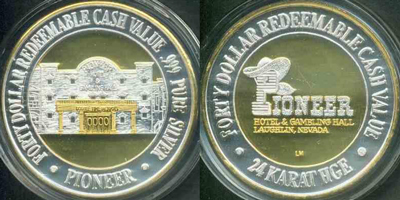 FORTY DOLLAR REDEEMABLE CASH VALUE .999 PURE SILVER
• PIONEER •
FORTY DOLLAR REDEEMABLE CASH VALUE
PIONEER
HOTEL & GAMBLING HALL
LAUGHLIN, NEVADA
LM
• 24 KARAT HGE •